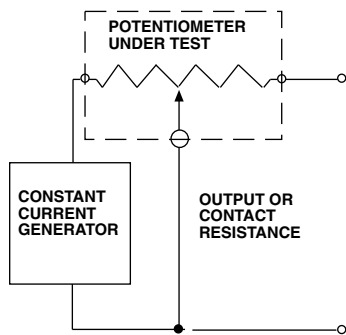 POTENTIOMETER
UNDER TEST
CONSTANT
CURRENT
GENERATOR
OUTPUT OR
CONTACT
RESISTANCE